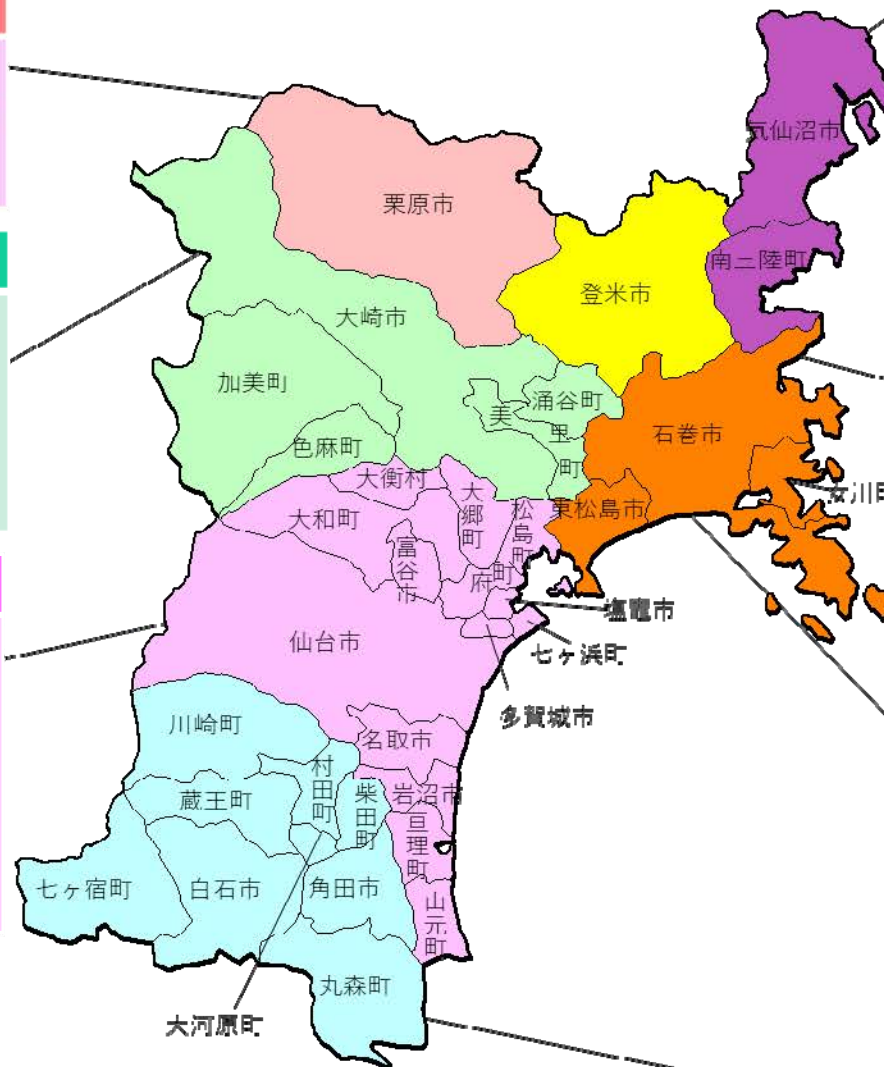 気仙沼市
栗原市
南三陸町
登米市
大崎市
加美町
涌谷町
美
里
町
石巻市
色麻町
大衡村
女川町
東松島市
大郷町
松島町
大和町
富谷市
府町
塩竈市
仙台市
七ヶ浜町
多賀城市
川崎町
名取市
村田町
柴田町
岩沼市
蔵王町
亘理町
七ヶ宿町
白石市
角田市
山元町
丸森町
大河原町